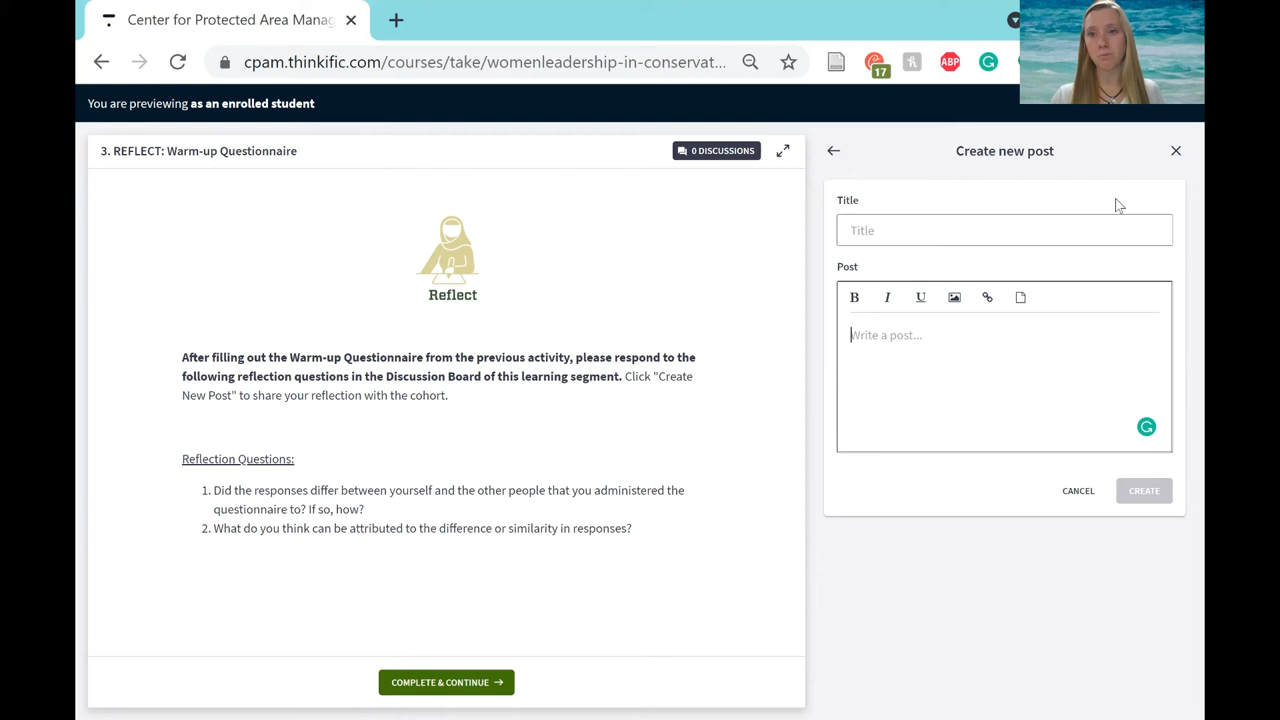 Center for Protected Area Manag
cpam.thinkific.com/courses/take/womenleadership-in-conservat...
17
ABP
You are previewing as an enrolled student
3. REFLECT: Warm-up Questionnaire
0 DISCUSSIONS
Create new post
Title
Title
Post
B I U
Write a post...
Reflect
After filling out the Warm-up Questionnaire from the previous activity, please respond to the
following reflection questions in the Discussion Board of this learning segment. Click "Create
New Post" to share your reflection with the cohort.
Reflection Questions:
1. Did the responses differ between yourself and the other people that you administered the
questionnaire to? If so, how?
2. What do you think can be attributed to the difference or similarity in responses?
CANCEL
CREATE
COMPLETE & CONTINUE